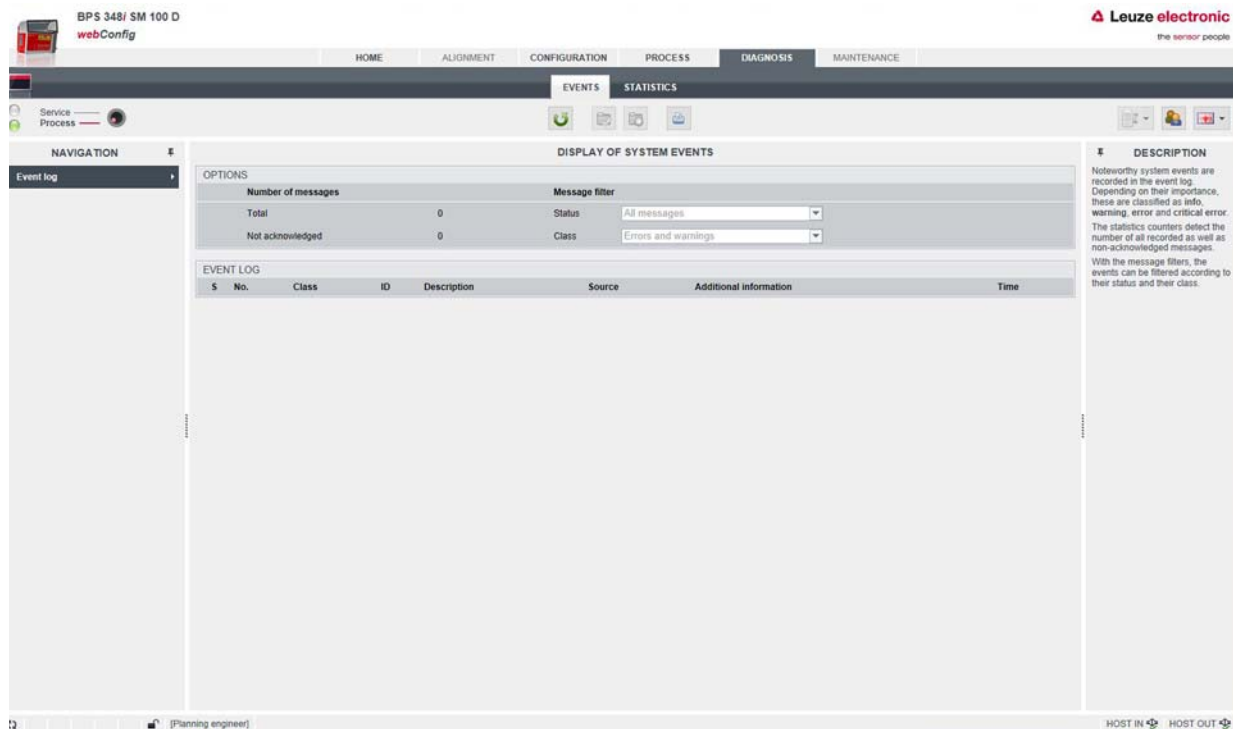 BPS 348i SM 100 D
webConfig
Leuze electronic
the sensor people
HOME
ALIGNMENT
CONFIGURATION
PROCESS
DIAGNOSIS
MAINTENANCE
EVENTS
STATISTICS
Service
Process
NAVIGATION
Event log
DISPLAY OF SYSTEM EVENTS
OPTIONS
Number of messages
Message filter
Total 0 Status All messages
Not acknowledged 0 Class Errors and warnings
EVENT LOG
S No. Class ID Description Source Additional information Time
DESCRIPTION
Noteworthy system events are
recorded in the event log.
Depending on their importance,
these are classified as info,
warning, error and critical error.
The statistics counters detect the
number of all recorded as well as
non-acknowledged messages.
With the message filters, the
events can be filtered according to
their status and their class.
[Planning engineer]
HOST IN
HOST OUT